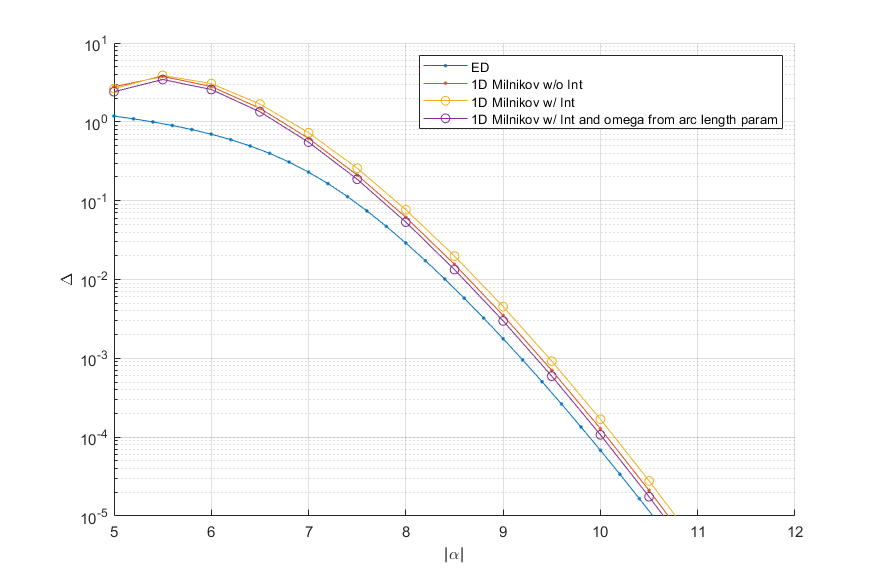 10^1
10^0
10^-1
10^-2
10^-3
10^-4
10^-5
Δ
5 6 7 8 9 10 11 12
|α|
ED
1D Milnikov w/o Int
1D Milnikov w/ Int
1D Milnikov w/ Int and omega from arc length param